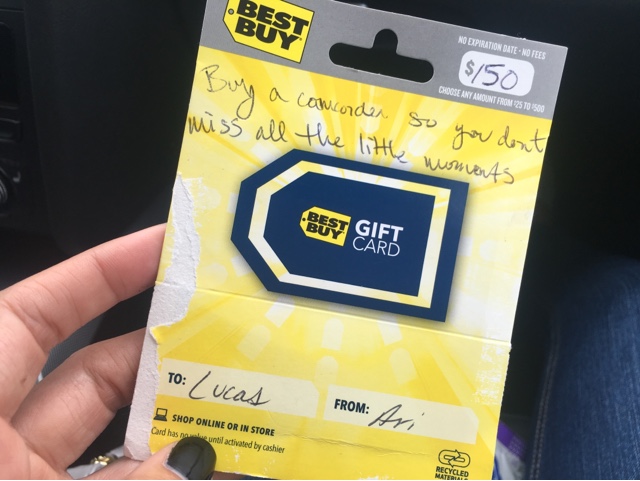 BEST
BUY
NO EXPIRATION DATE · NO FEES
$150
CHOOSE ANY AMOUNT FROM $25 TO $500
Buy a camcorder so you dont
miss all the little moments
BEST
BUY
GIFT
CARD
TO: Lucas
FROM: Ari
SHOP ONLINE OR IN STORE
Card has no value until activated by cashier
RECYCLED
MATERIALS